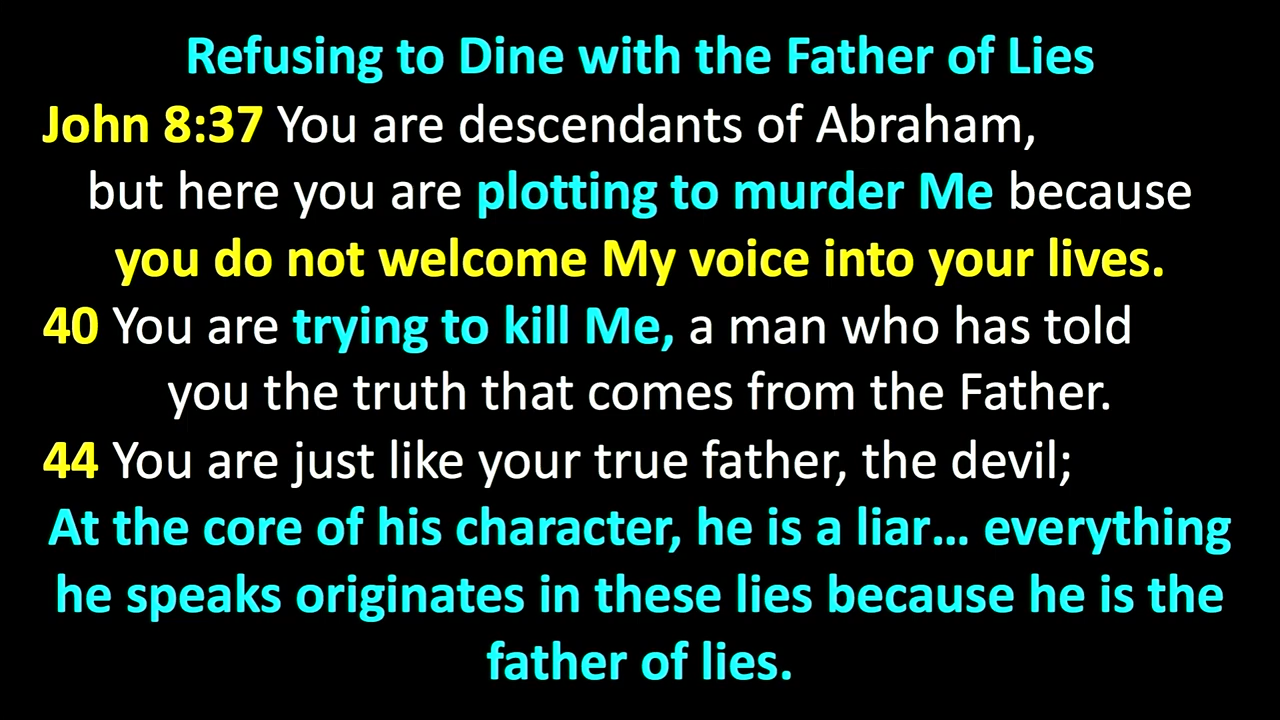 Refusing to Dine with the Father of Lies
John 8:37 You are descendants of Abraham,
but here you are plotting to murder Me because
you do not welcome My voice into your lives.
40 You are trying to kill Me, a man who has told
you the truth that comes from the Father.
44 You are just like your true father, the devil;
At the core of his character, he is a liar... everything
he speaks originates in these lies because he is the
father of lies.